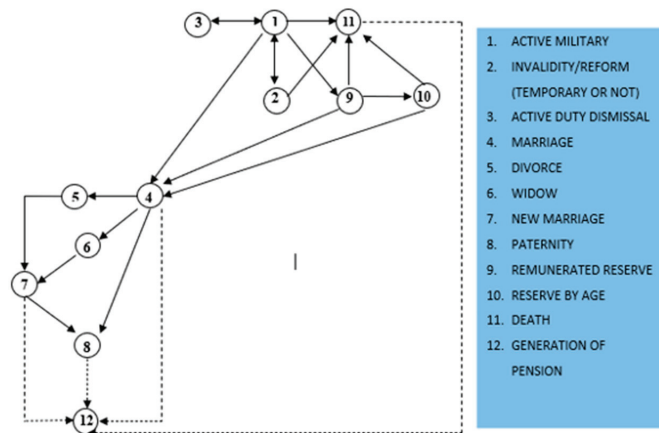 3
1
11
2
9
10
5
4
6
7
8
12
1. ACTIVE MILITARY
2. INVALIDITY/REFORM
(TEMPORARY OR NOT)
3. ACTIVE DUTY DISMISSAL
4. MARRIAGE
5. DIVORCE
6. WIDOW
7. NEW MARRIAGE
8. PATERNITY
9. REMUNERATED RESERVE
10. RESERVE BY AGE
11. DEATH
12. GENERATION OF
PENSION